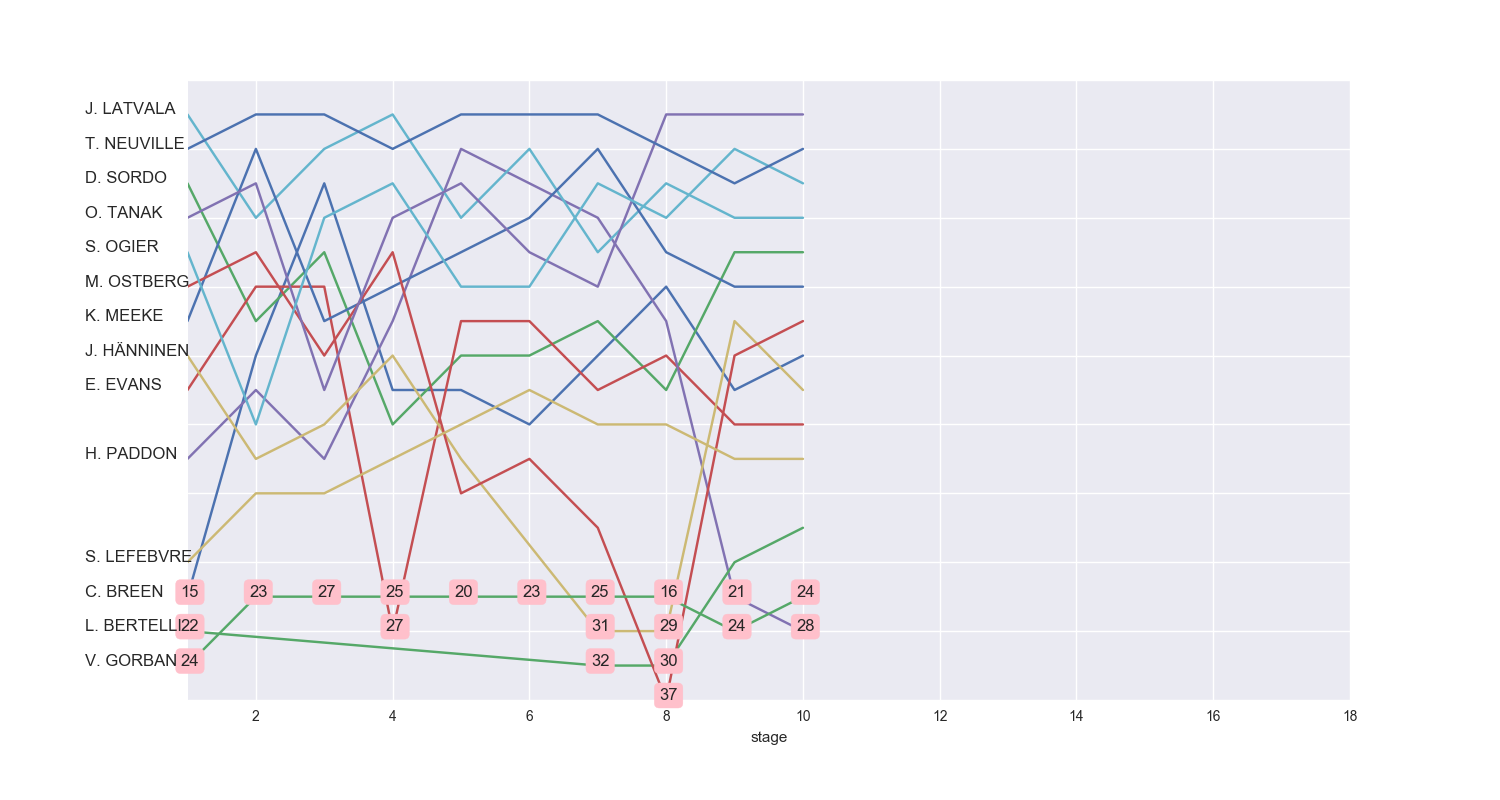 J. LATVALA
T. NEUVILLE
D. SORDO
O. TANAK
S. OGIER
M. OSTBERG
K. MEEKE
J. HÄNNINEN
E. EVANS
H. PADDON
S. LEFEBVRE
C. BREEN 15 23 27 25 20 23 25 16 21 24
L. BERTELLI 22 27 31 29 24 28
V. GORBAN 24 32 30
37
2 4 6 8 10 12 14 16 18
stage